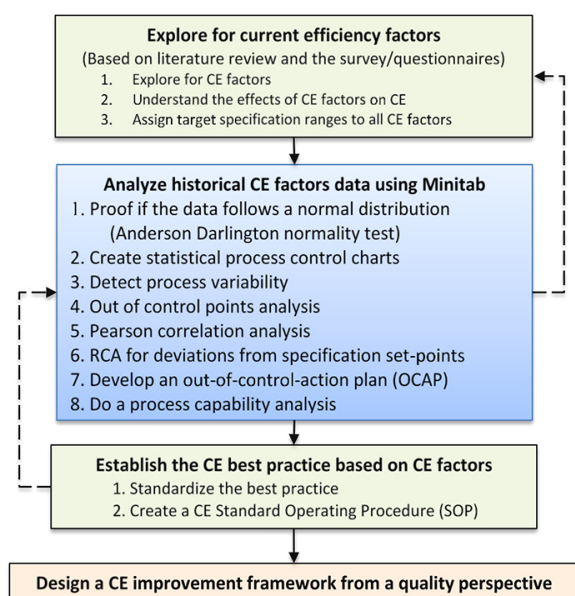 Explore for current efficiency factors
(Based on literature review and the survey/questionnaires)
1. Explore for CE factors
2. Understand the effects of CE factors on CE
3. Assign target specification ranges to all CE factors
Analyze historical CE factors data using Minitab
1. Proof if the data follows a normal distribution
(Anderson Darlington normality test)
2. Create statistical process control charts
3. Detect process variability
4. Out of control points analysis
5. Pearson correlation analysis
6. RCA for deviations from specification set-points
7. Develop an out-of-control-action plan (OCAP)
8. Do a process capability analysis
Establish the CE best practice based on CE factors
1. Standardize the best practice
2. Create a CE Standard Operating Procedure (SOP)
Design a CE improvement framework from a quality perspective